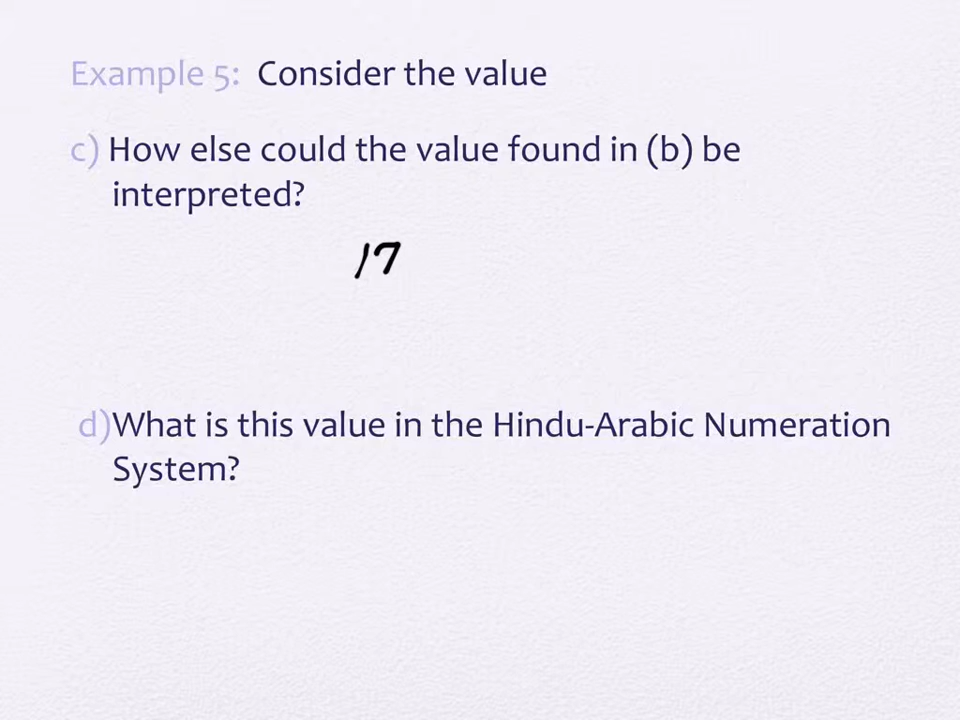 Example 5: Consider the value
c) How else could the value found in (b) be
interpreted?
17
d)What is this value in the Hindu-Arabic Numeration
System?